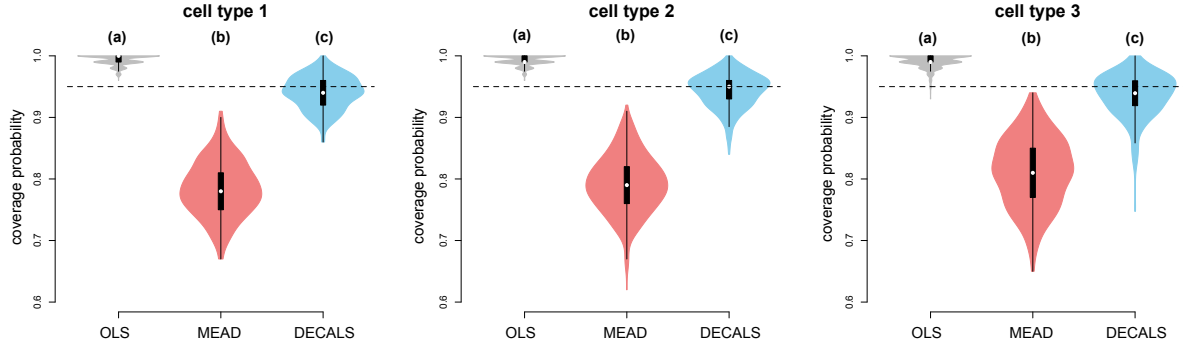 cell type 1
(a) (b) (c)
coverage probability
1.0
0.9
0.8
0.7
0.6
OLS MEAD DECALS
cell type 2
(a) (b) (c)
coverage probability
1.0
0.9
0.8
0.7
0.6
OLS MEAD DECALS
cell type 3
(a) (b) (c)
coverage probability
1.0
0.9
0.8
0.7
0.6
OLS MEAD DECALS